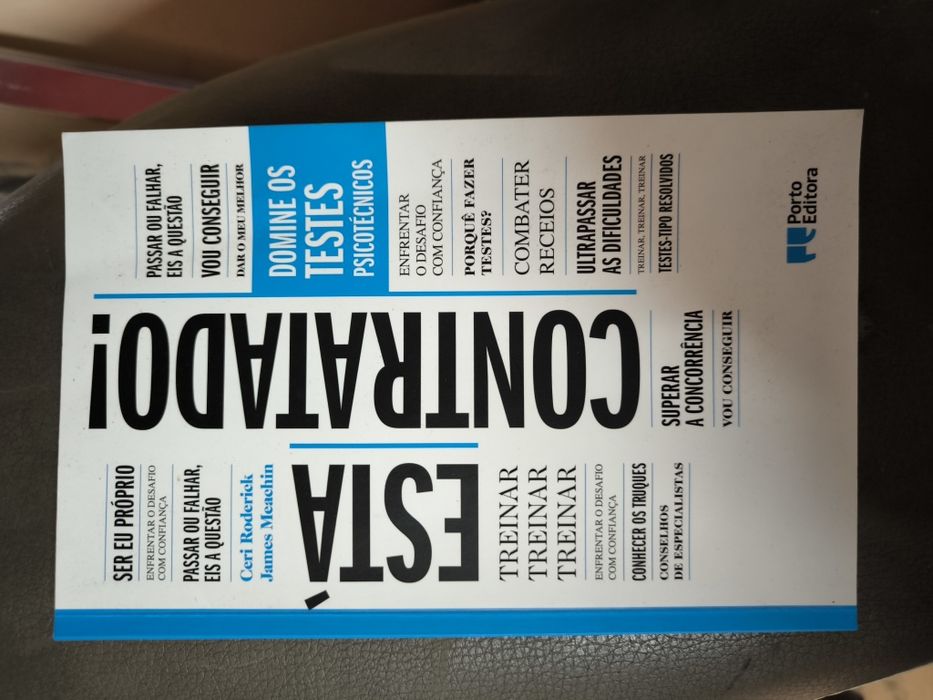 SER EU PRÓPRIO
ENFRENTAR O DESAFIO
COM CONFIANÇA
PASSAR OU FALHAR,
EIS A QUESTÃO
Ceri Roderick
James Meachin
ESTÁ
TREINAR
TREINAR
TREINAR
ENFRENTAR O DESAFIO
COM CONFIANÇA
CONHECER OS TRUQUES
CONSELHOS
DE ESPECIALISTAS
CONTRATADO!
SUPERAR
A CONCORRÊNCIA
VOU CONSEGUIR
PASSAR OU FALHAR,
EIS A QUESTÃO
VOU CONSEGUIR
DAR O MEU MELHOR
DOMINE OS
TESTES
PSICOTÉCNICOS
ENFRENTAR
O DESAFIO
COM CONFIANÇA
PORQUÊ FAZER
TESTES?
COMBATER
RECEIOS
ULTRAPASSAR
AS DIFICULDADES
TREINAR, TREINAR, TREINAR
TESTES-TIPO RESOLVIDOS
Porto
Editora